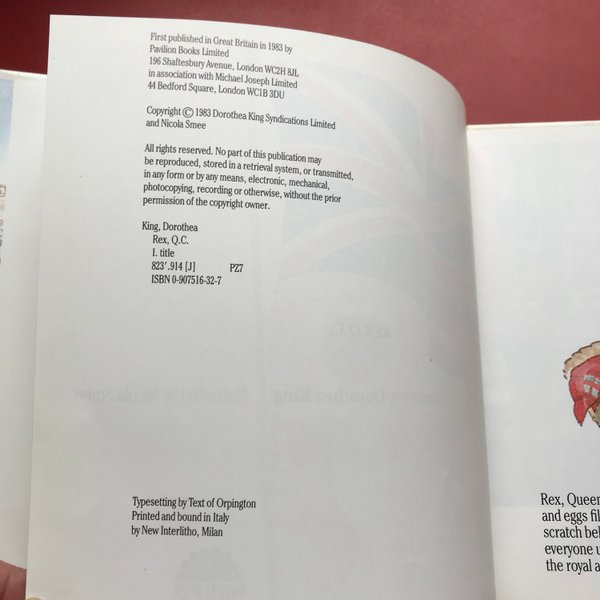 First published in Great Britain in 1983 by
Pavilion Books Limited
196 Shaftesbury Avenue, London WC2H 8JL
in association with Michael Joseph Limited
44 Bedford Square, London WC1B 3DU
Copyright © 1983 Dorothea King Syndications Limited
and Nicola Smee
All rights reserved. No part of this publication may
be reproduced, stored in a retrieval system, or transmitted,
in any form or by any means, electronic, mechanical,
photocopying, recording or otherwise, without the prior
permission of the copyright owner.
King, Dorothea
Rex, Q.C.
I. title
823'.914 [J] PZ7
ISBN 0-907516-32-7
Typesetting by Text of Orpington
Printed and bound in Italy
by New Interlitho, Milan
Rex, Queen
and eggs
scratch
everyone
the royal